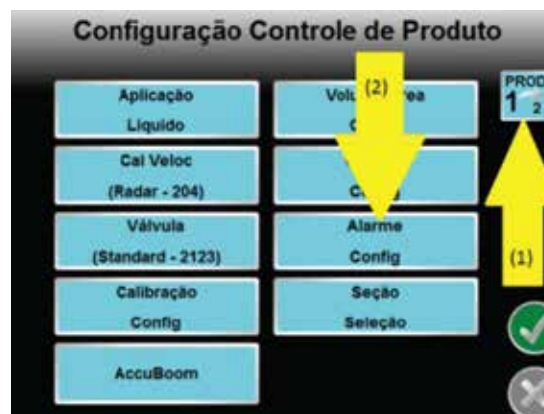 Configuração Controle de Produto
Aplicação
Líquido
(2)
Cal Veloc
(Radar - 204)
Válvula
(Standard - 2123)
Alarme
Config
Calibração
Config
Seção
Seleção
AccuBoom
PROD
1 2
(1)